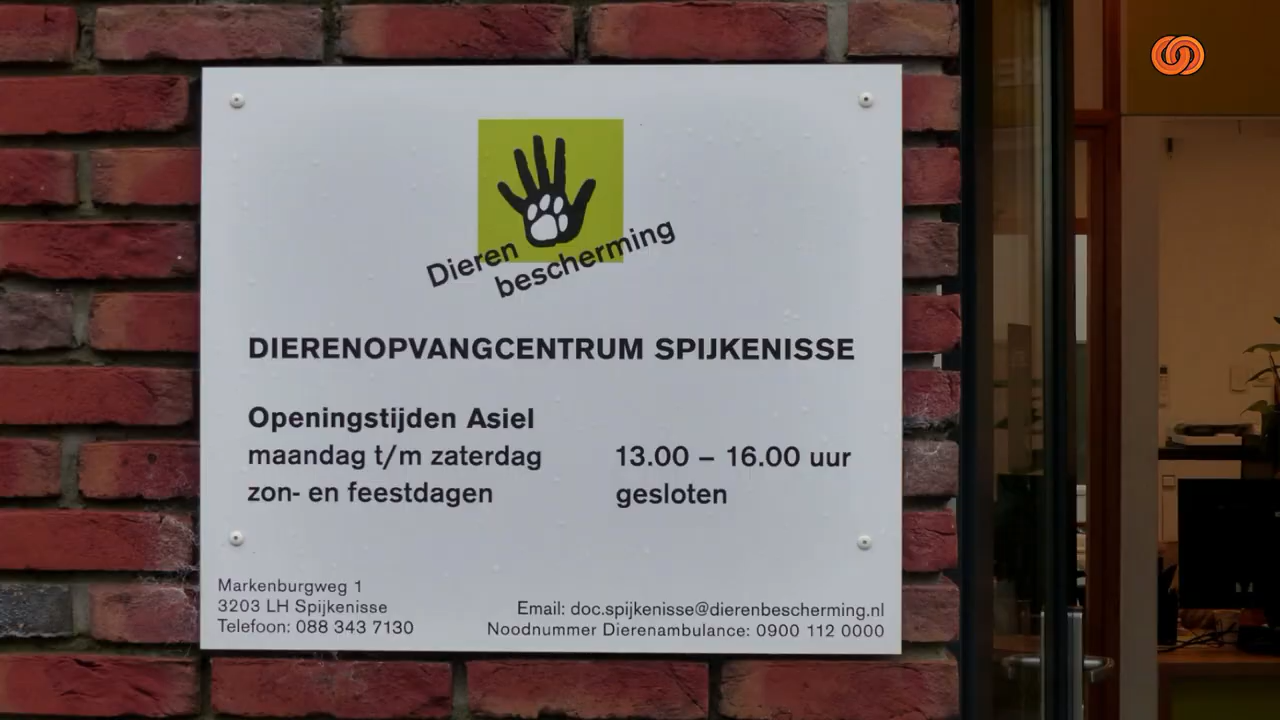 Dieren
bescherming
DIERENOPVANGCENTRUM SPIJKENISSE
Openingstijden Asiel
maandag t/m zaterdag 13.00 – 16.00 uur
zon- en feestdagen gesloten
Markenburgweg 1
3203 LH Spijkenisse
Telefoon: 088 343 7130
Email: doc.spijkenisse@dierenbescherming.nl
Noodnummer Dierenambulance: 0900 112 0000